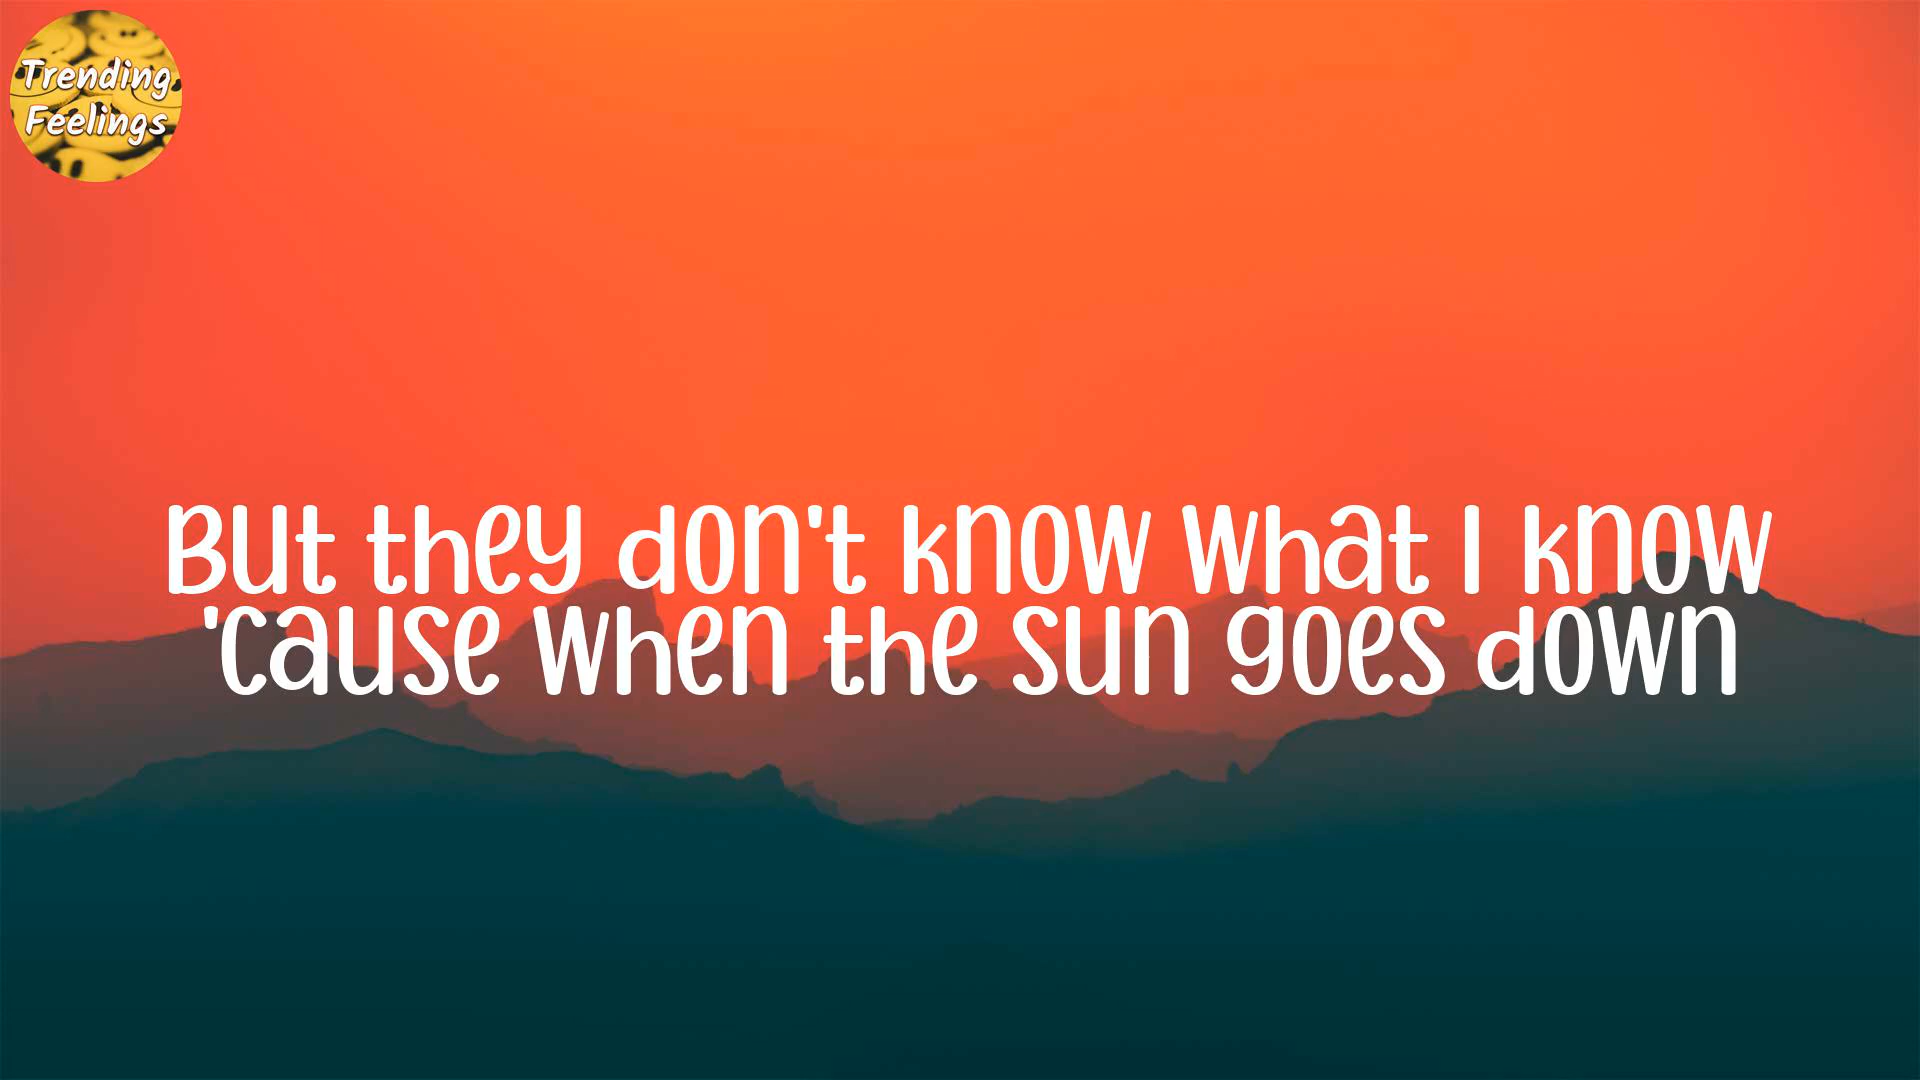 Trending
Feelings
But they don't know what I know
'cause when the sun goes down